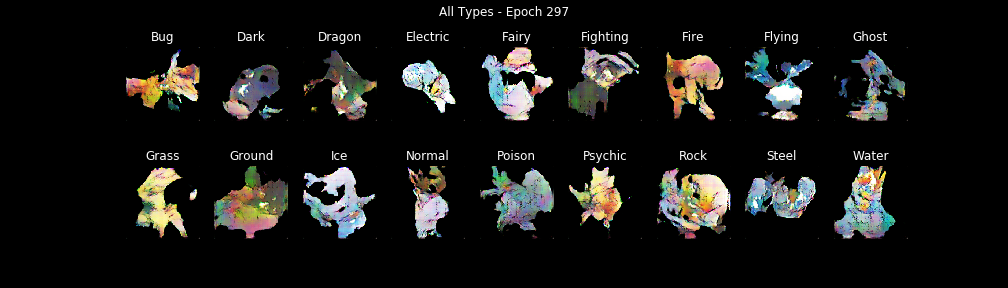 All Types - Epoch 297
Bug Dark Dragon Electric Fairy Fighting Fire Flying Ghost
Grass Ground Ice Normal Poison Psychic Rock Steel Water